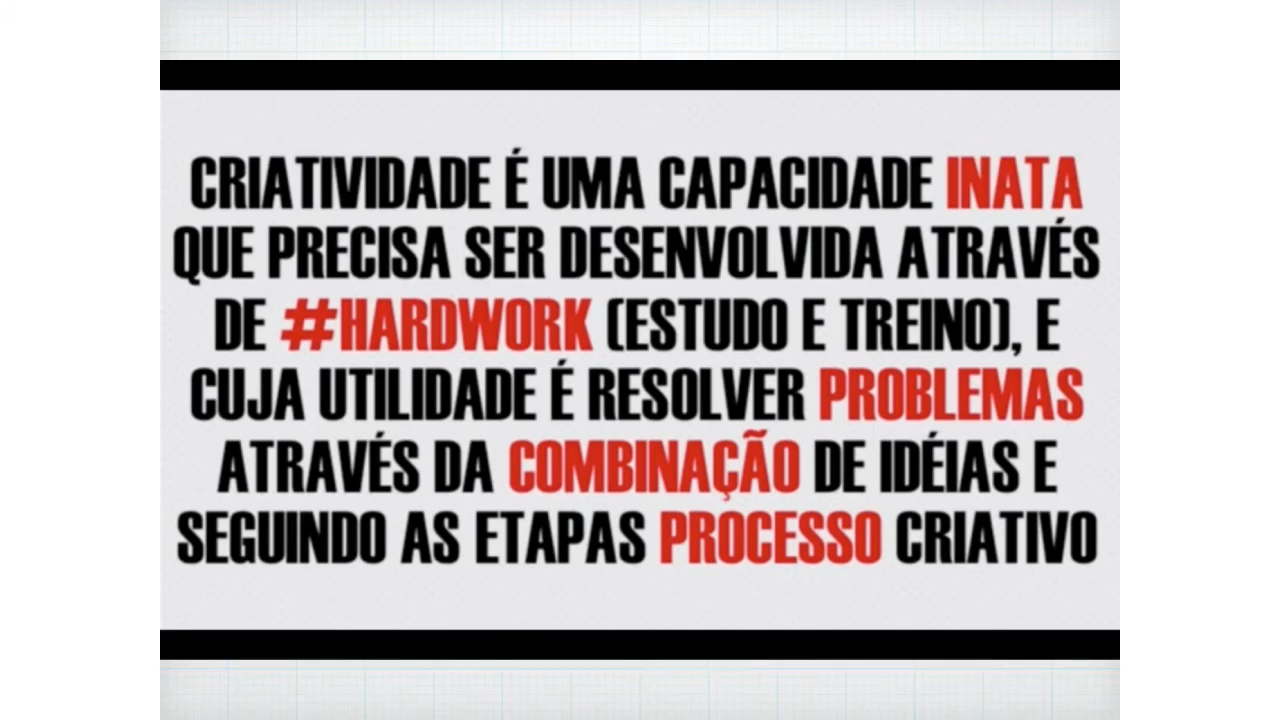 CRIATIVIDADE É UMA CAPACIDADE INATA
QUE PRECISA SER DESENVOLVIDA ATRAVÉS
DE #HARDWORK (ESTUDO E TREINO), E
CUJA UTILIDADE É RESOLVER PROBLEMAS
ATRAVÉS DA COMBINAÇÃO DE IDÉIAS E
SEGUINDO AS ETAPAS PROCESSO CRIATIVO